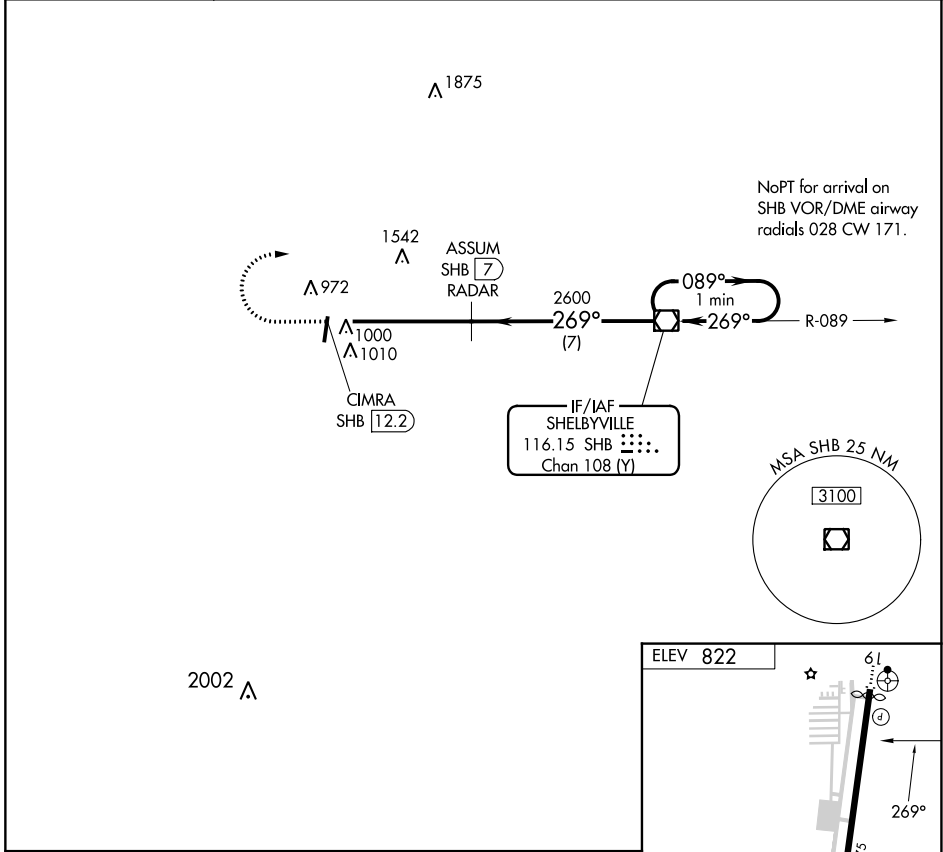 1875
NoPT for arrival on
SHB VOR/DME airway
radials 028 CW 171.
1542
ASSUM
SHB 7
RADAR
972
089°
1 min
2600
269°
(7)
269°
R-089
1000
1010
CIMRA
SHB 12.2
IF/IAF
SHELBYVILLE
116.15 SHB
Chan 108 (Y)
MSA SHB 25 NM
3100
2002
ELEV 822
19
P
269°